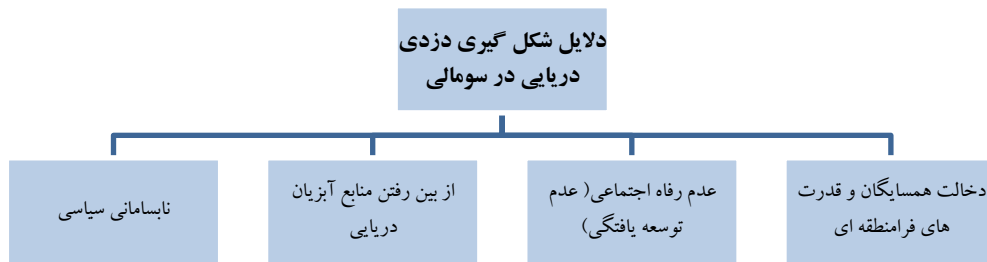 دلایل شکل گیری دزدی
دریایی در سومالی
دخالت همسایگان و قدرت
های فرامنطقه ای
عدم رفاه اجتماعی( عدم
توسعه یافتگی)
از بین رفتن منابع آبزیان
دریایی
نابسامانی سیاسی